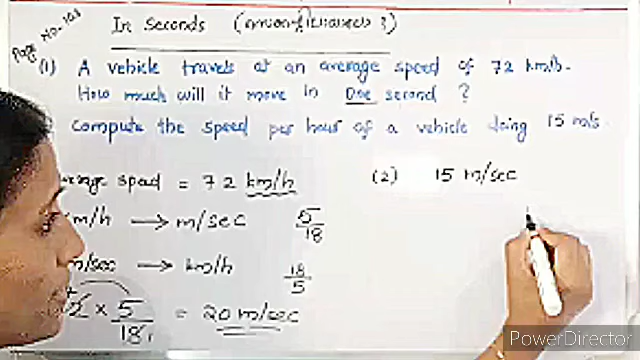 Page No-101
In Seconds
(1) A vehicle travels at an average speed of 72 km/h.
How much will it move in One second ?
Compute the speed per hour of a vehicle doing 15 m/s.
speed = 72 km/h
m/h → m/sec 5/18
m/sec → km/h 18/5
× 5/18 = 20 m/sec
(2) 15 m/sec
PowerDirector